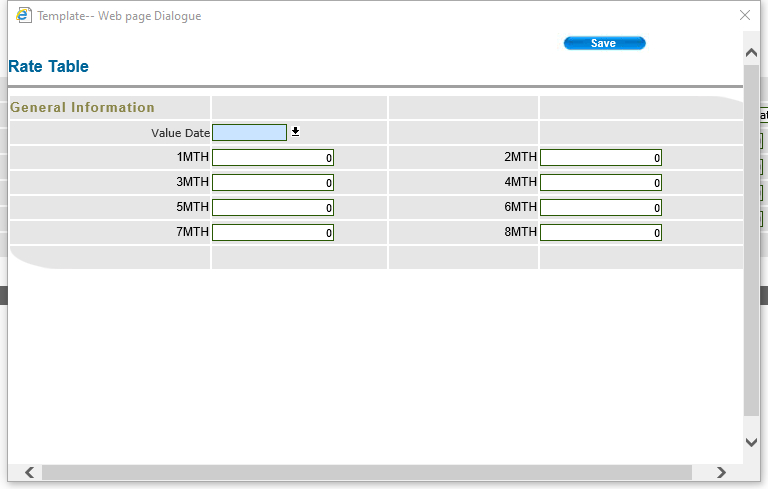 Template-- Web page Dialogue
Save
Rate Table
General Information
Value Date
1MTH 0 2MTH 0
3MTH 0 4MTH 0
5MTH 0 6MTH 0
7MTH 0 8MTH 0